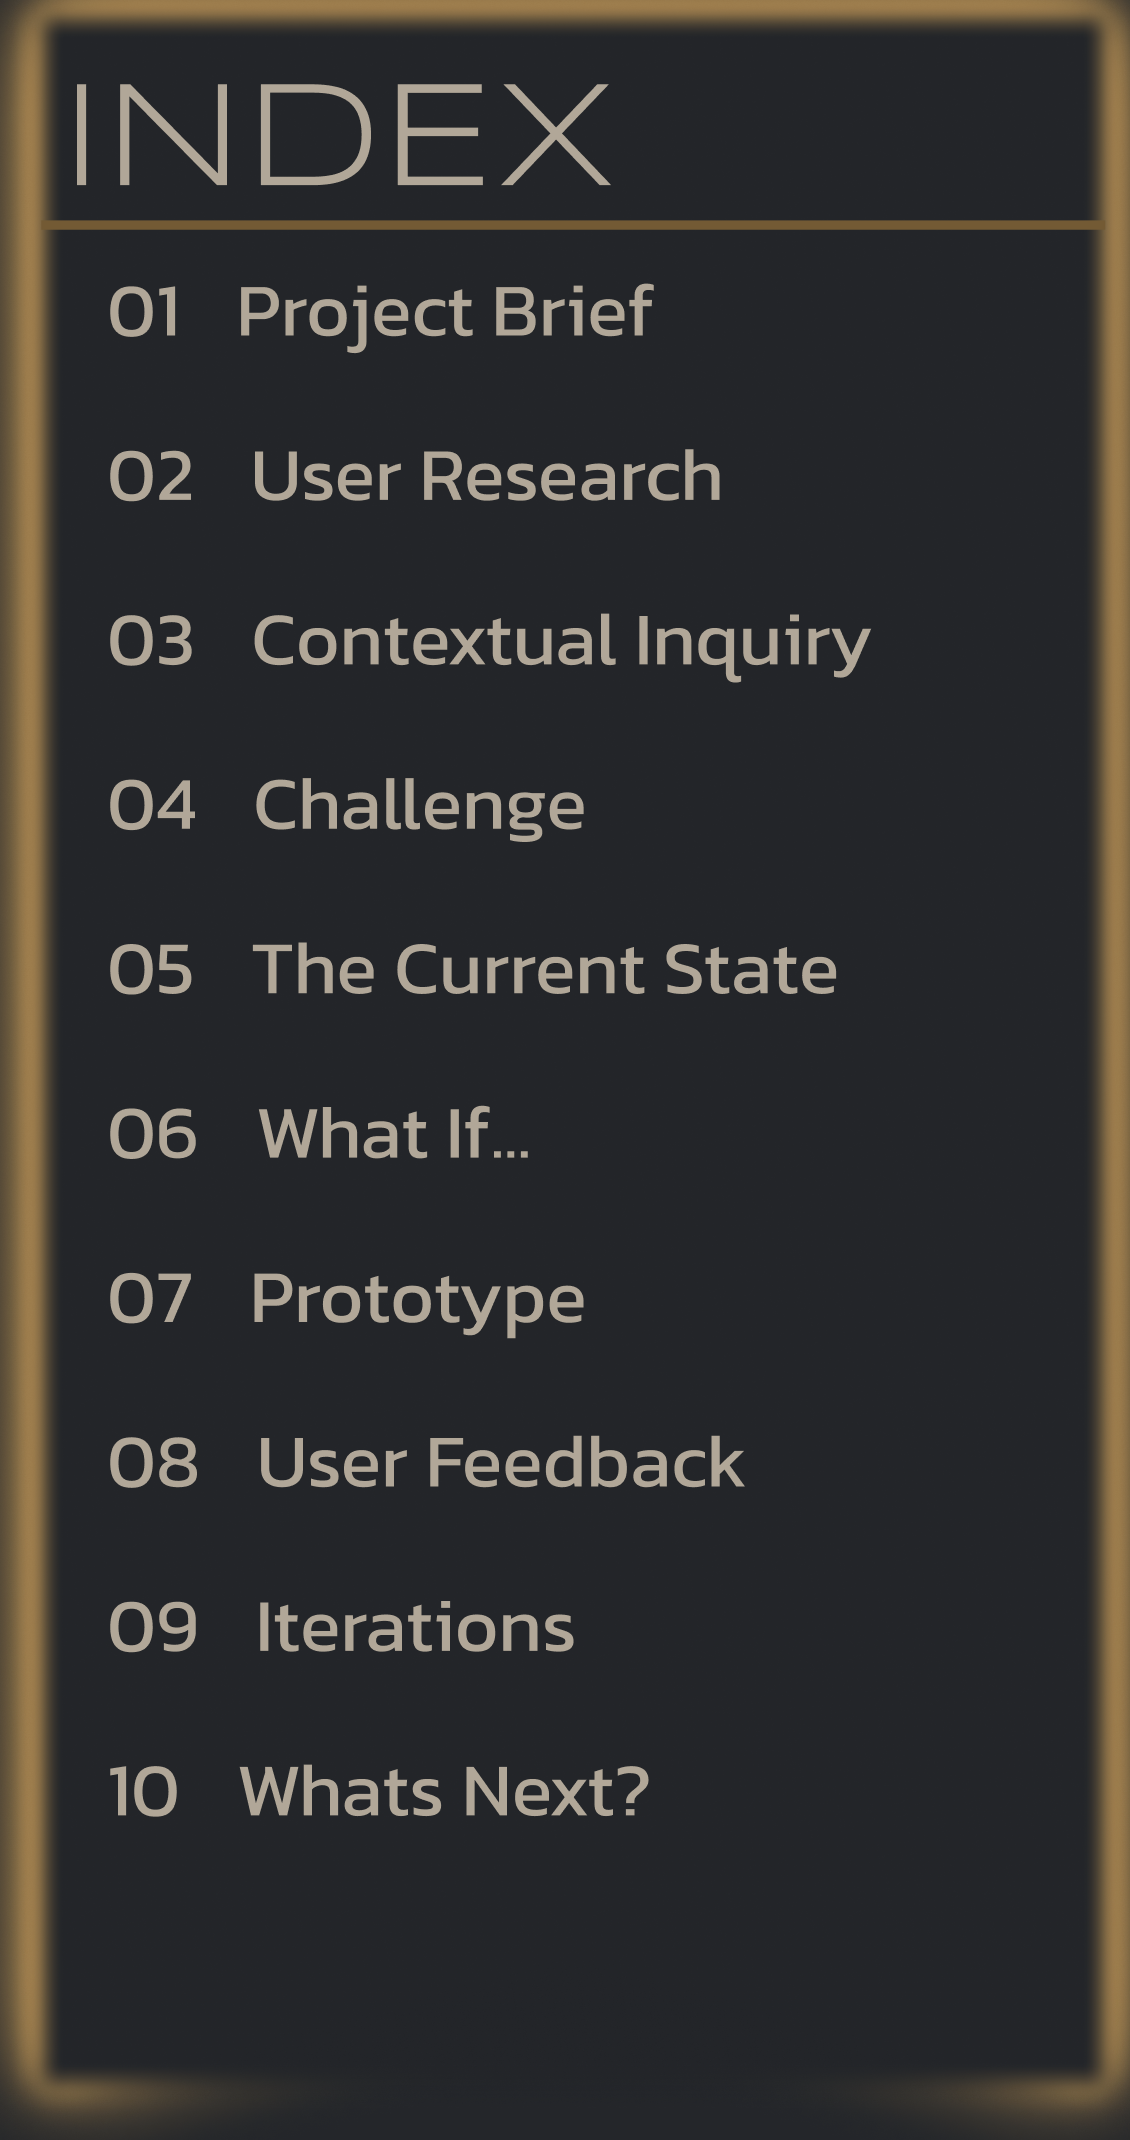 INDEX
01 Project Brief
02 User Research
03 Contextual Inquiry
04 Challenge
05 The Current State
06 What If...
07 Prototype
08 User Feedback
09 Iterations
10 Whats Next?